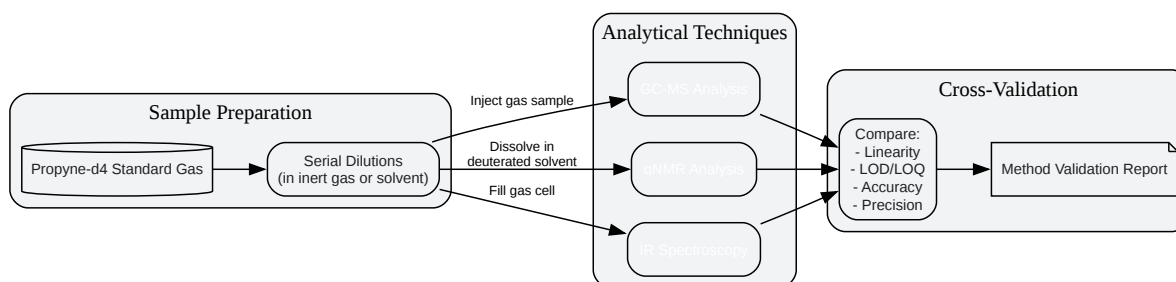 Sample Preparation
Propyne-d4 Standard Gas
Serial Dilutions
(in inert gas or solvent)
Inject gas sample
Dissolve in
deuterated solvent
Fill gas cell
Analytical Techniques
GC-MS Analysis
qNMR Analysis
IR Spectroscopy
Cross-Validation
Compare:
- Linearity
- LOD/LOQ
- Accuracy
- Precision
Method Validation Report